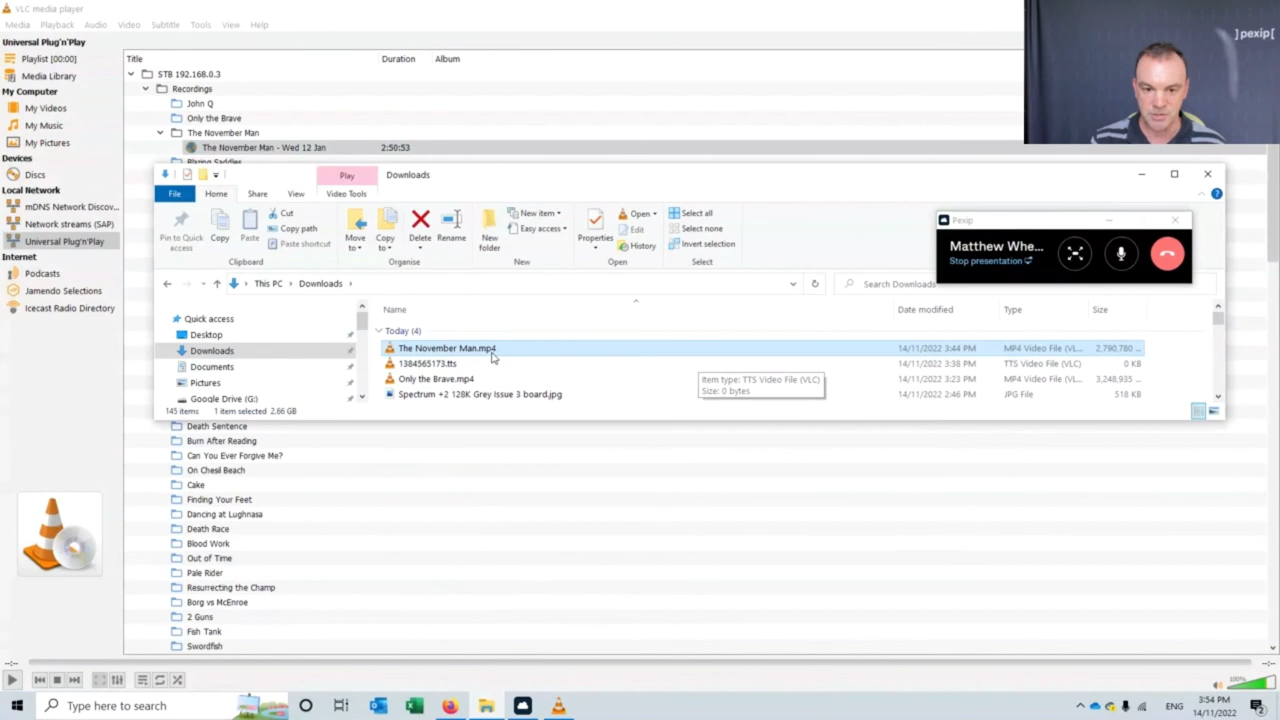 VLC media player
Media Playback Audio Video Subtitle Tools View Help
]pexip[
Universal Plug'n'Play
Playlist [00:00]
Media Library
My Computer
My Videos
My Music
My Pictures
Devices
Discs
Local Network
mDNS Network Discov...
Network streams (SAP)
Universal Plug'n'Play
Internet
Podcasts
Jamendo Selections
Icecast Radio Directory
Title Duration Album
STB 192.168.0.3
Recordings
John Q
Only the Brave
The November Man
The November Man - Wed 12 Jan 2:50:53
Blazing Saddles
Play Downloads
File Home Share View Video Tools
Pin to Quick access
Copy
Paste
Cut
Copy path
Paste shortcut
Clipboard
Move to
Copy to
Delete
Rename
Organise
New folder
New item
Easy access
New
Properties
Open
Edit
History
Open
Select all
Select none
Invert selection
Select
Pexip
Matthew Whe...
Stop presentation
This PC Downloads
Search Downloads
Quick access
Desktop
Downloads
Documents
Pictures
Google Drive (G:)
Name Date modified Type Size
Today (4)
The November Man.mp4 14/11/2022 3:44 PM MP4 Video File (VL... 2,790,780 ...
1384565173.tts 14/11/2022 3:38 PM TTS Video File (VLC) 0 KB
Only the Brave.mp4 14/11/2022 3:23 PM MP4 Video File (VL... 3,248,935 ...
Spectrum +2 128K Grey Issue 3 board.jpg 14/11/2022 2:46 PM JPG File 518 KB
Item type: TTS Video File (VLC)
Size: 0 bytes
145 items 1 item selected 2.66 GB
Death Sentence
Burn After Reading
Can You Ever Forgive Me?
On Chesil Beach
Cake
Finding Your Feet
Dancing at Lughnasa
Death Race
Blood Work
Out of Time
Pale Rider
Resurrecting the Champ
Borg vs McEnroe
2 Guns
Fish Tank
Swordfish
--:-- --:--
100%
Type here to search
ENG
3:54 PM
14/11/2022
2